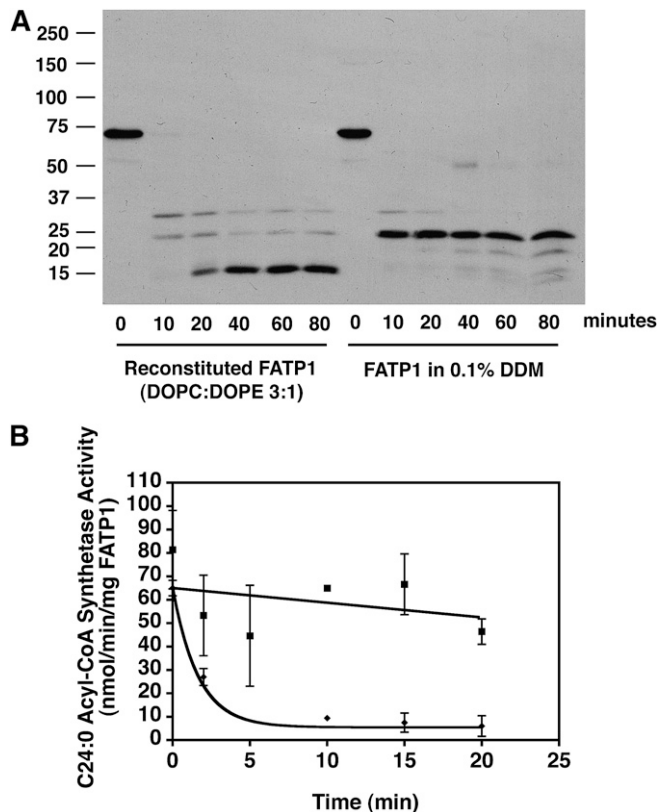 A
250
150
100
75
50
37
25
20
15
0 10 20 40 60 80 0 10 20 40 60 80 minutes
Reconstituted FATP1 FATP1 in 0.1% DDM
(DOPC:DOPE 3:1)
B
C24:0 Acyl-CoA Synthetase Activity
(nmol/min/mg FATP1)
110
100
90
80
70
60
50
40
30
20
10
0
0 5 10 15 20 25
Time (min)